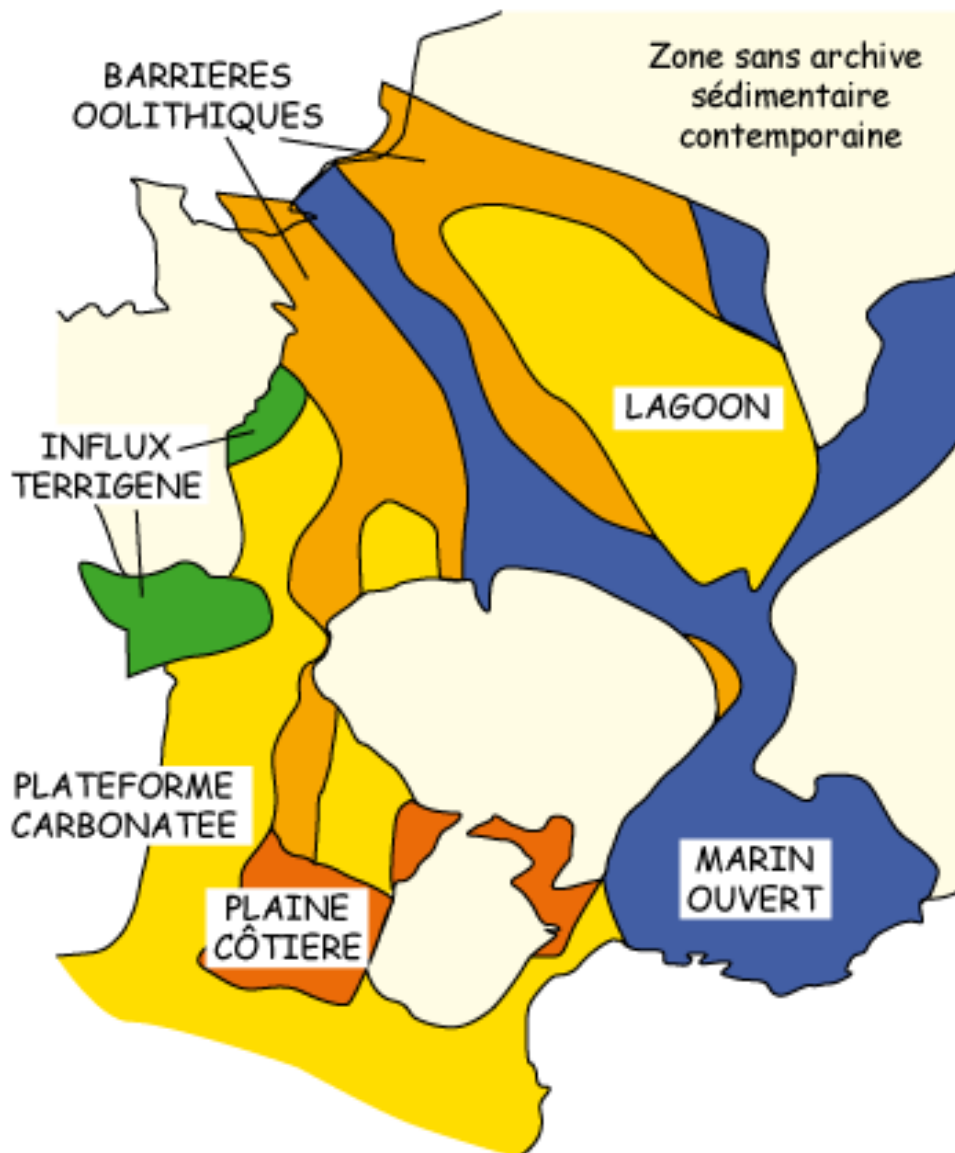 BARRIERES
OOLITHIQUES
Zone sans archive
sédimentaire
contemporaine
LAGOON
INFLUX
TERRIGENE
PLATEFORME
CARBONATEE
MARIN
OUVERT
PLAINE
CÔTIERE